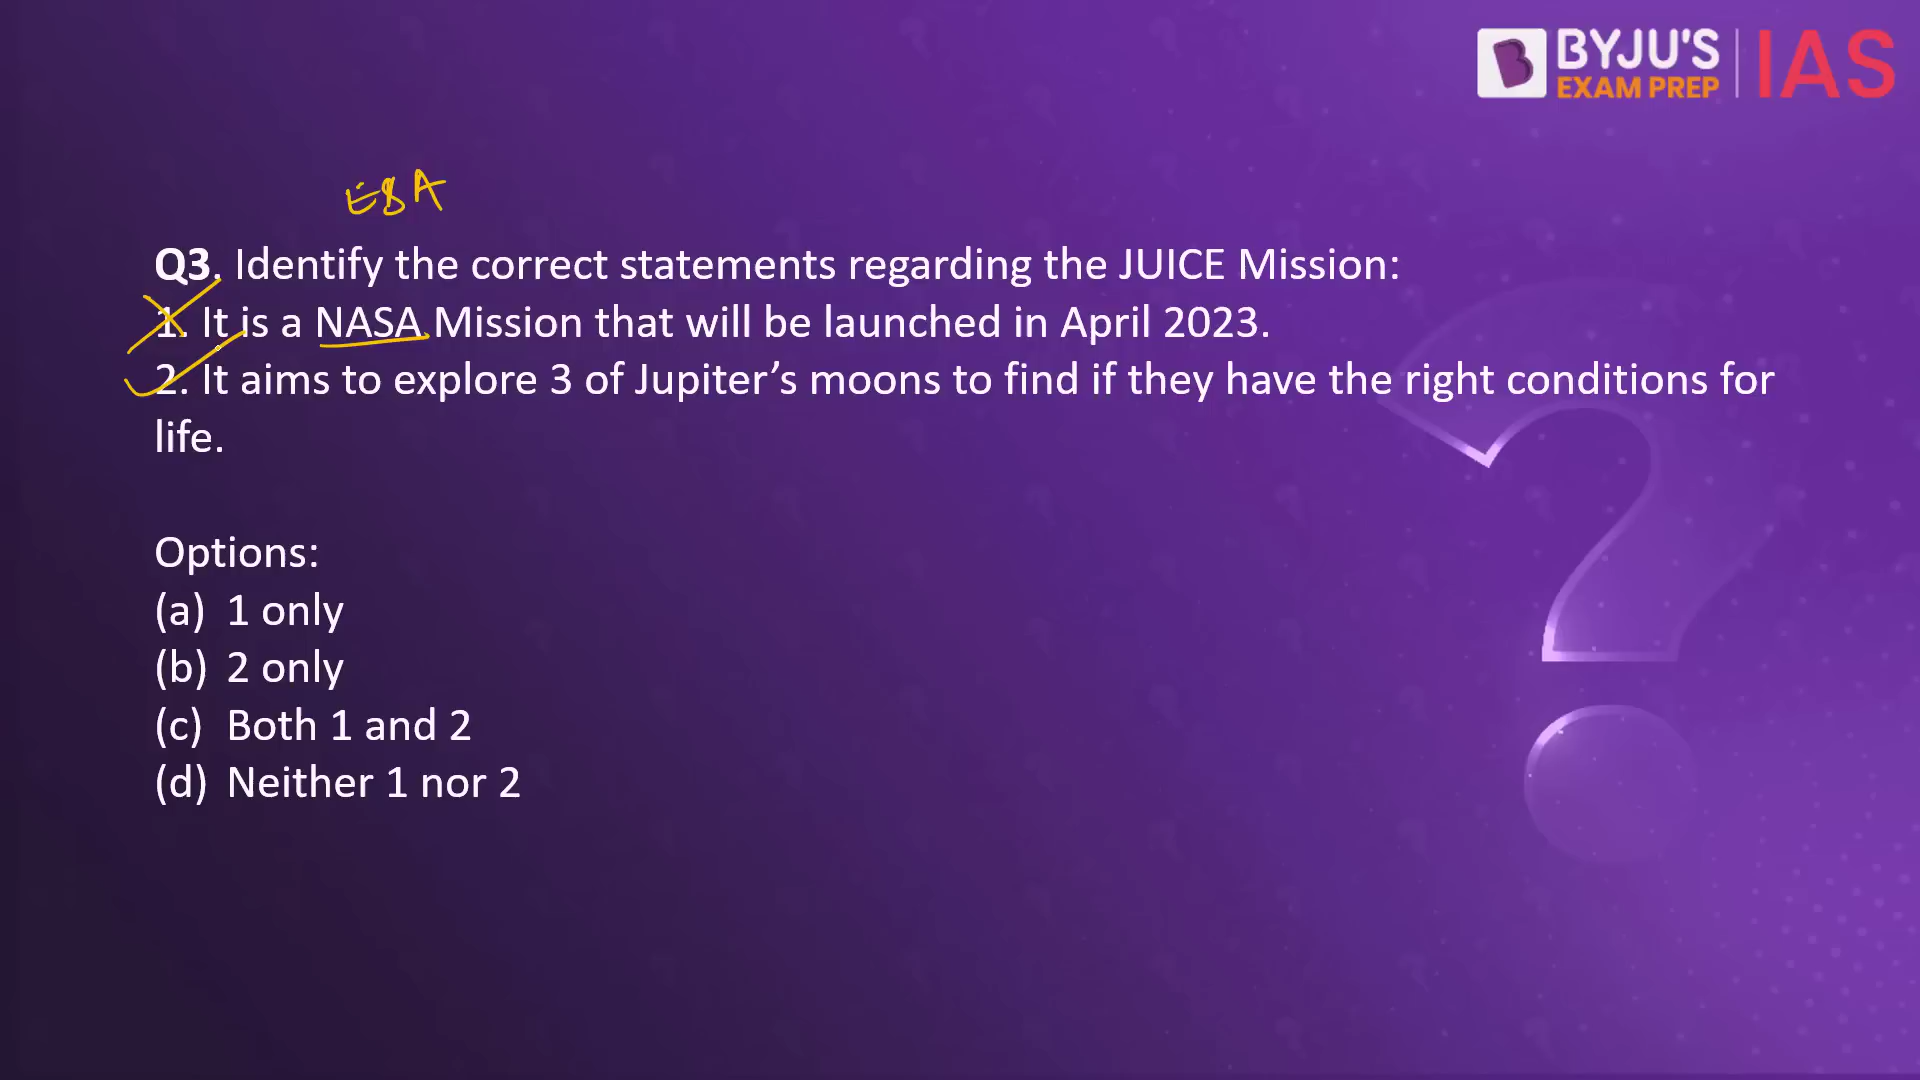 BYJU'S
EXAM PREP
IAS
ESA
Q3. Identify the correct statements regarding the JUICE Mission:
1. It is a NASA Mission that will be launched in April 2023.
2. It aims to explore 3 of Jupiter’s moons to find if they have the right conditions for
life.
Options:
(a) 1 only
(b) 2 only
(c) Both 1 and 2
(d) Neither 1 nor 2